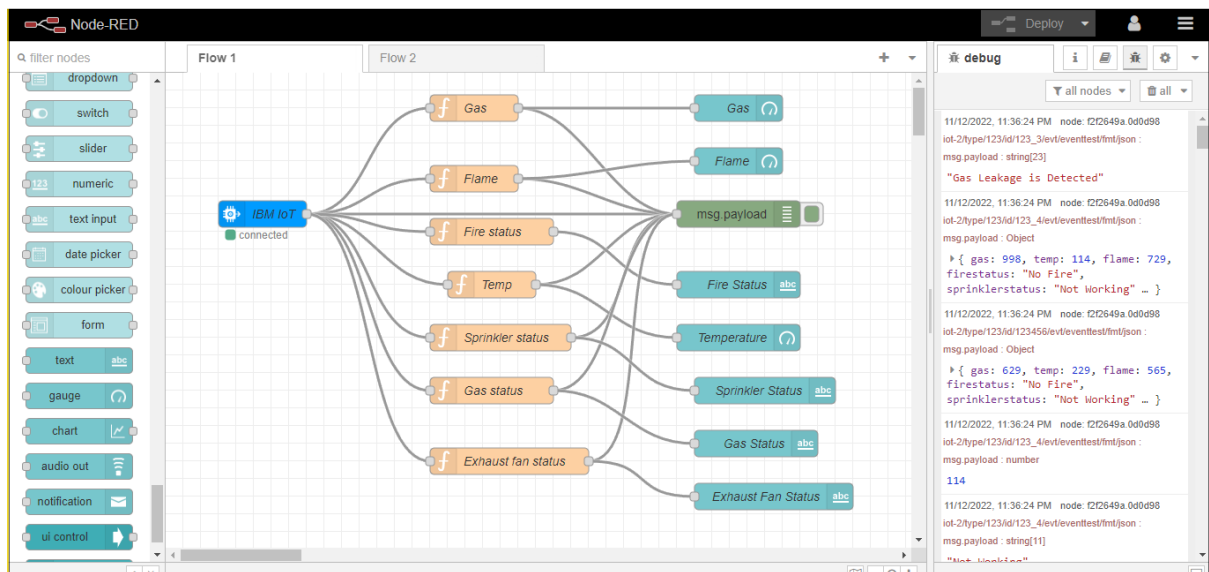 Node-RED
Deploy
filter nodes
dropdown
switch
slider
123 numeric
abc text input
date picker
colour picker
form
text abc
gauge
chart
audio out
notification
ui control
Flow 1
Flow 2
IBM IoT
connected
f Gas
f Flame
f Fire status
f Temp
f Sprinkler status
f Gas status
f Exhaust fan status
Gas
Flame
msg.payload
Fire Status abc
Temperature
Sprinkler Status abc
Gas Status abc
Exhaust Fan Status abc
debug
i
all nodes
all
11/12/2022, 11:36:24 PM node: f2f2649a.0d0d98
iot-2/type/123/id/123_3/evt/eventtest/fmt/json :
msg.payload : string[23]
"Gas Leakage is Detected"
11/12/2022, 11:36:24 PM node: f2f2649a.0d0d98
iot-2/type/123/id/123_4/evt/eventtest/fmt/json :
msg.payload : Object
{ gas: 998, temp: 114, flame: 729,
firestatus: "No Fire",
sprinklerstatus: "Not Working" … }
11/12/2022, 11:36:24 PM node: f2f2649a.0d0d98
iot-2/type/123/id/123456/evt/eventtest/fmt/json :
msg.payload : Object
{ gas: 629, temp: 229, flame: 565,
firestatus: "No Fire",
sprinklerstatus: "Not Working" … }
11/12/2022, 11:36:24 PM node: f2f2649a.0d0d98
iot-2/type/123/id/123_4/evt/eventtest/fmt/json :
msg.payload : number
114
11/12/2022, 11:36:24 PM node: f2f2649a.0d0d98
iot-2/type/123/id/123_4/evt/eventtest/fmt/json :
msg.payload : string[11]
"Not Working"